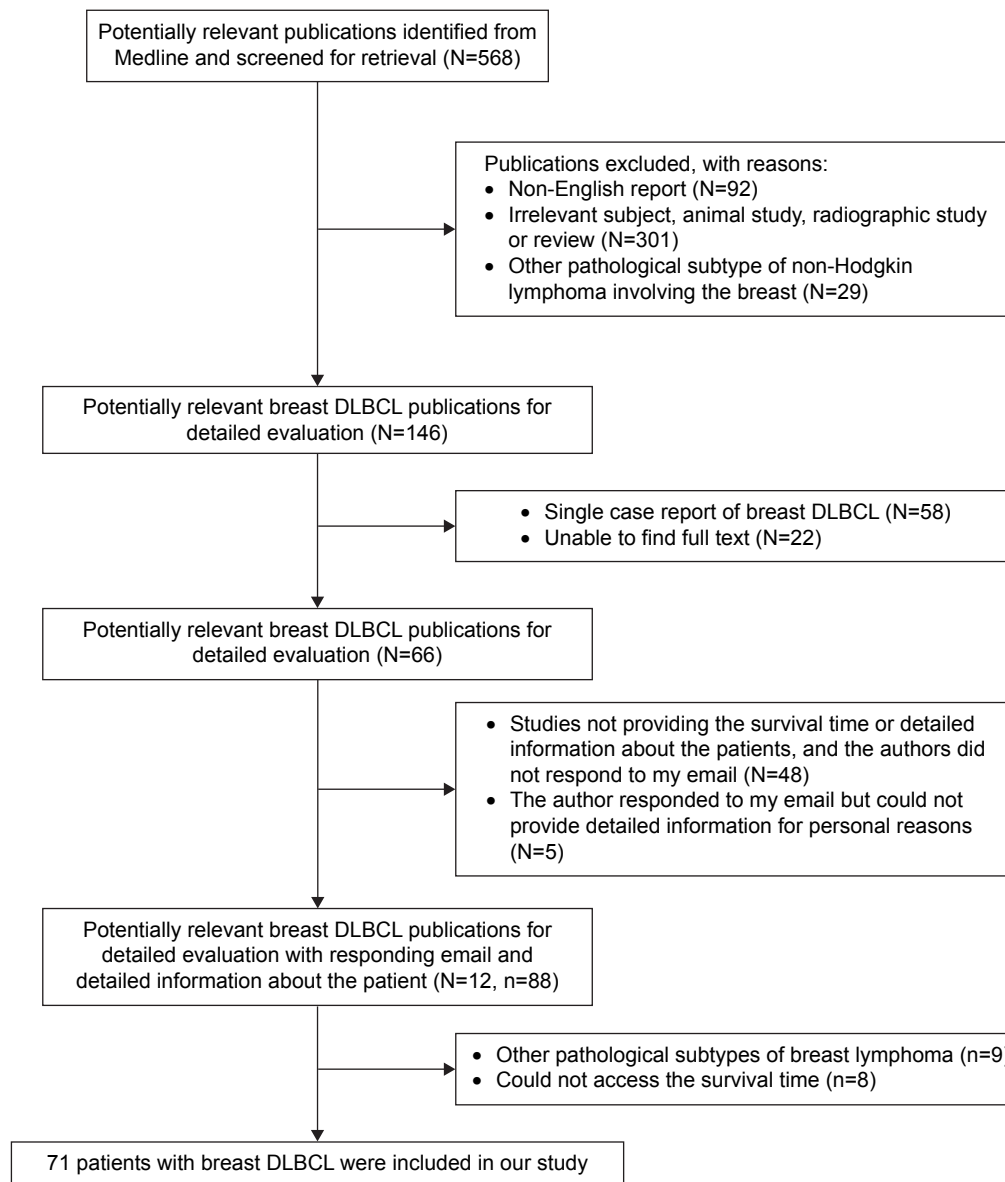 Potentially relevant publications identified from
Medline and screened for retrieval (N=568)
Publications excluded, with reasons:
• Non-English report (N=92)
• Irrelevant subject, animal study, radiographic study
or review (N=301)
• Other pathological subtype of non-Hodgkin
lymphoma involving the breast (N=29)
Potentially relevant breast DLBCL publications for
detailed evaluation (N=146)
• Single case report of breast DLBCL (N=58)
• Unable to find full text (N=22)
Potentially relevant breast DLBCL publications for
detailed evaluation (N=66)
• Studies not providing the survival time or detailed
information about the patients, and the authors did
not respond to my email (N=48)
• The author responded to my email but could not
provide detailed information for personal reasons
(N=5)
Potentially relevant breast DLBCL publications for
detailed evaluation with responding email and
detailed information about the patient (N=12, n=88)
• Other pathological subtypes of breast lymphoma (n=9)
• Could not access the survival time (n=8)
71 patients with breast DLBCL were included in our study